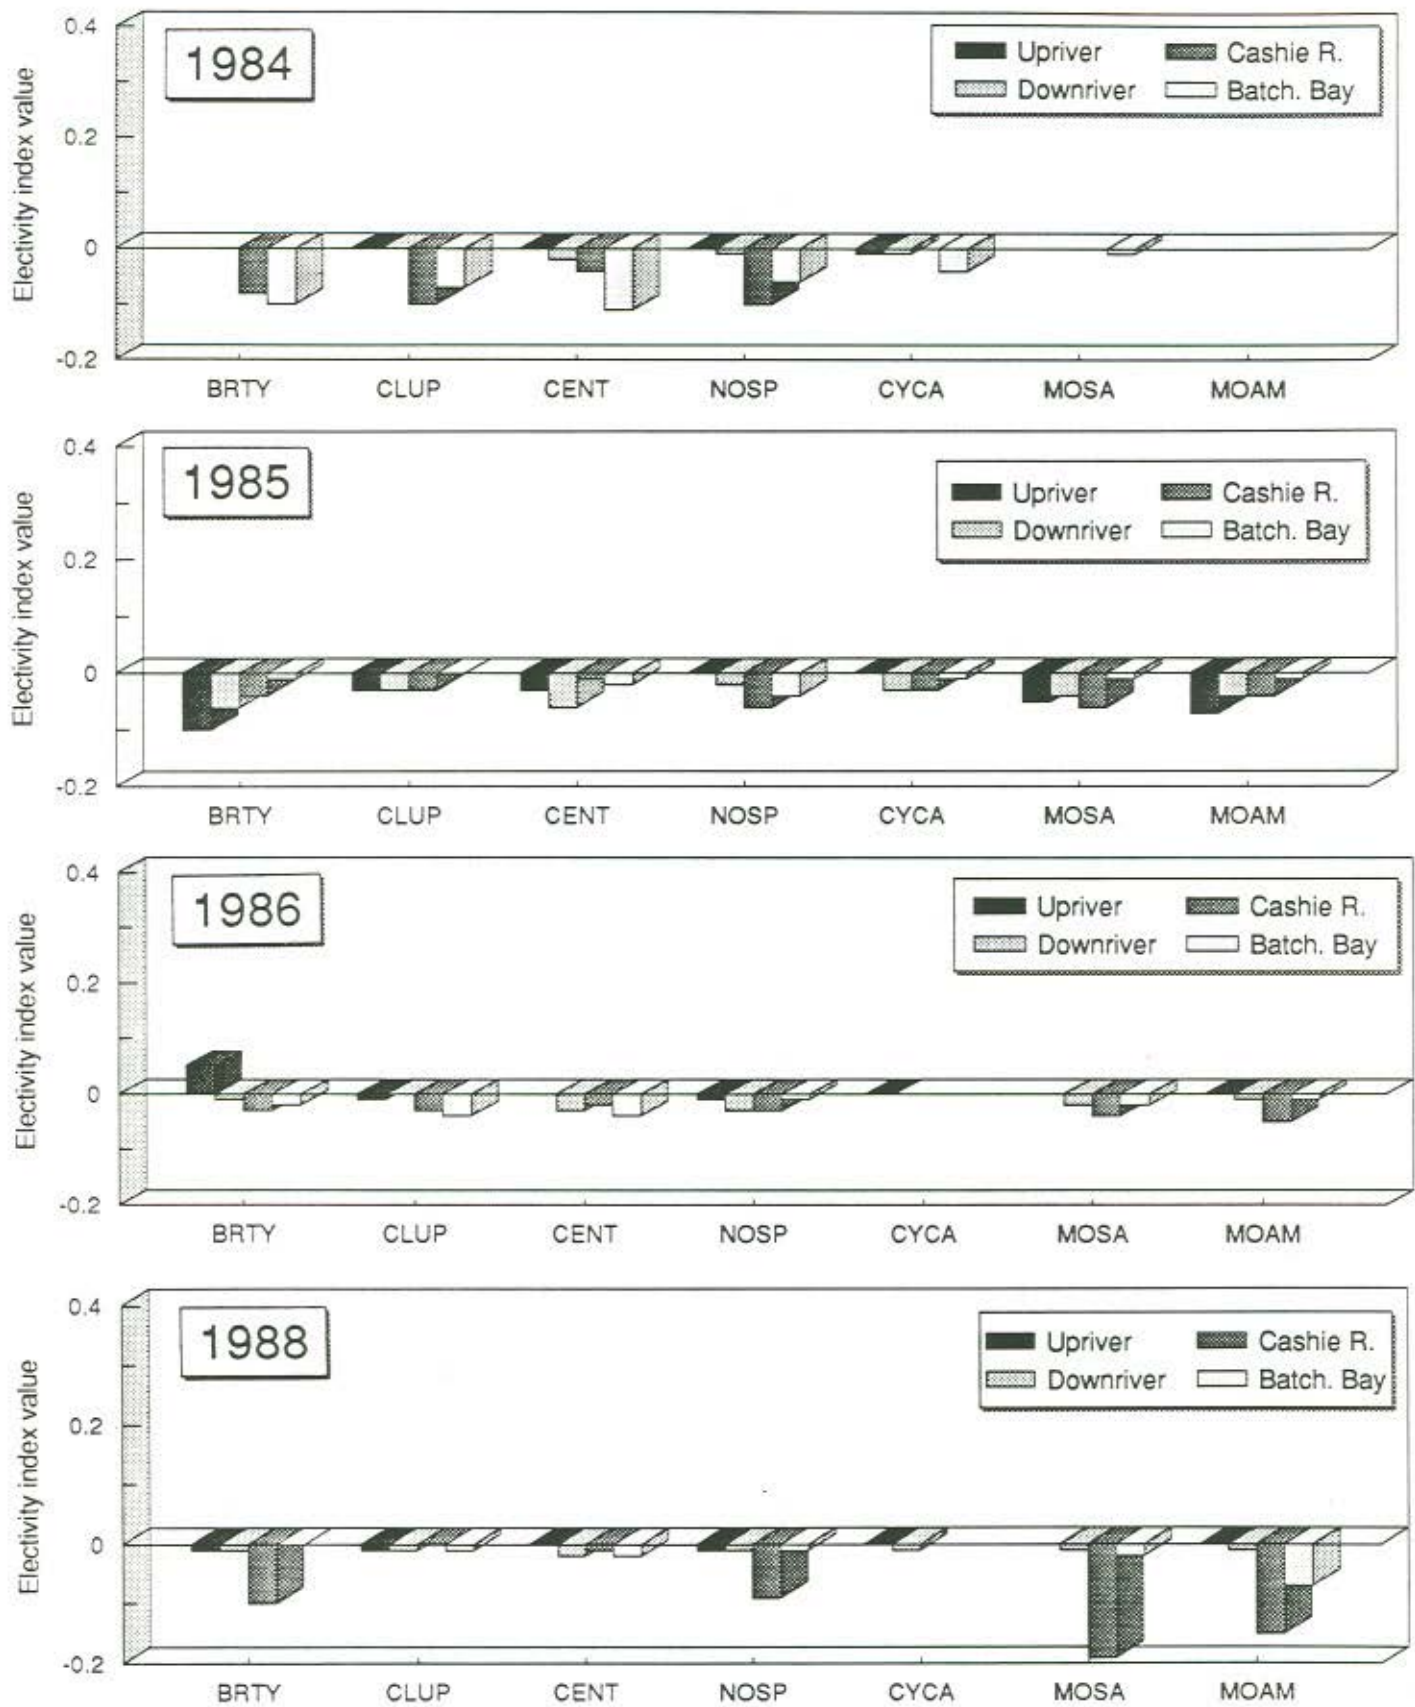 0.4
1984
Upriver Cashie R.
Downriver Batch. Bay
0.2
Electivity index value
0
-0.2
BRTY CLUP CENT NOSP CYCA MOSA MOAM
0.4
1985
Upriver Cashie R.
Downriver Batch. Bay
0.2
Electivity index value
0
-0.2
BRTY CLUP CENT NOSP CYCA MOSA MOAM
0.4
1986
Upriver Cashie R.
Downriver Batch. Bay
0.2
Electivity index value
0
-0.2
BRTY CLUP CENT NOSP CYCA MOSA MOAM
0.4
1988
Upriver Cashie R.
Downriver Batch. Bay
0.2
Electivity index value
0
-0.2
BRTY CLUP CENT NOSP CYCA MOSA MOAM